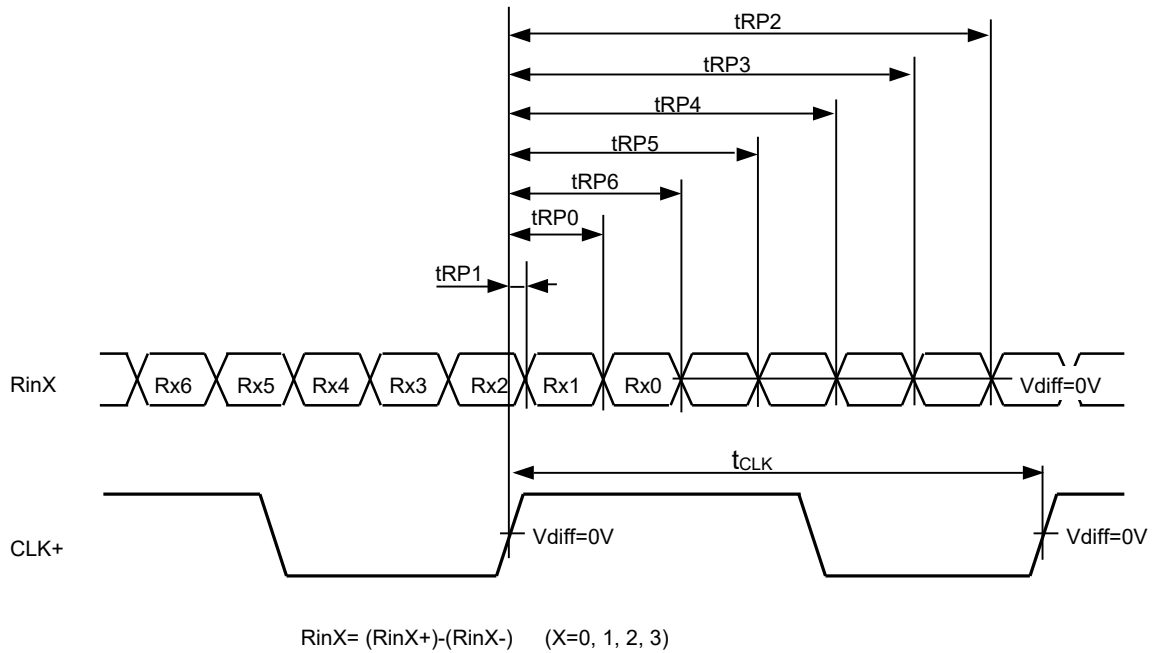 tRP2
tRP3
tRP4
tRP5
tRP6
tRP0
tRP1
RinX
Rx6 Rx5 Rx4 Rx3 Rx2 Rx1 Rx0
Vdiff=0V
tCLK
CLK+
Vdiff=0V
Vdiff=0V
RinX= (RinX+)-(RinX-) (X=0, 1, 2, 3)